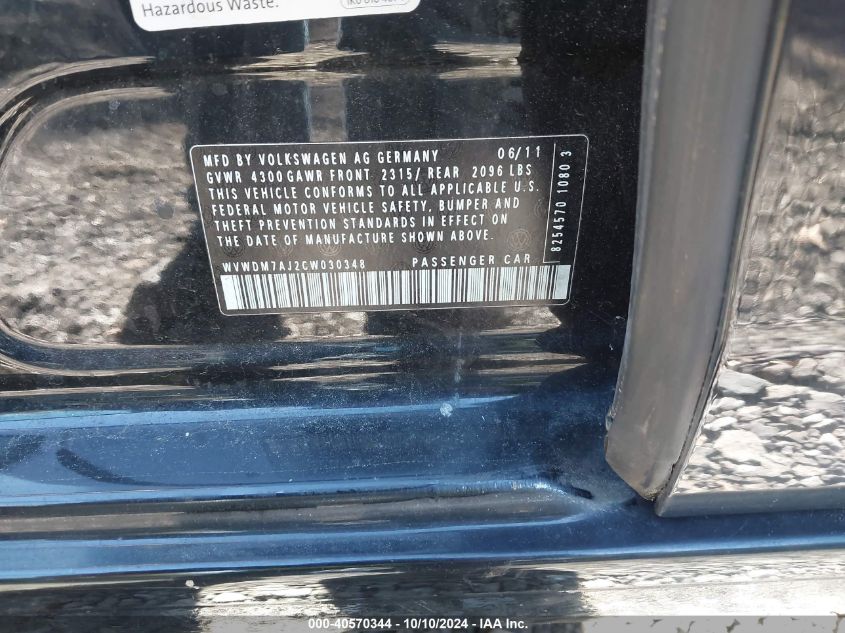 Hazardous Waste.
MFD BY VOLKSWAGEN AG GERMANY 06/11
GVWR 4300 GAWR FRONT 2315/ REAR 2096 LBS
THIS VEHICLE CONFORMS TO ALL APPLICABLE U.S.
FEDERAL MOTOR VEHICLE SAFETY, BUMPER AND
THEFT PREVENTION STANDARDS IN EFFECT ON
THE DATE OF MANUFACTURE SHOWN ABOVE.
WVWDM7AJ2CW030348 PASSENGER CAR
8254570 1080 3
000-40570344 - 10/10/2024 - IAA Inc.